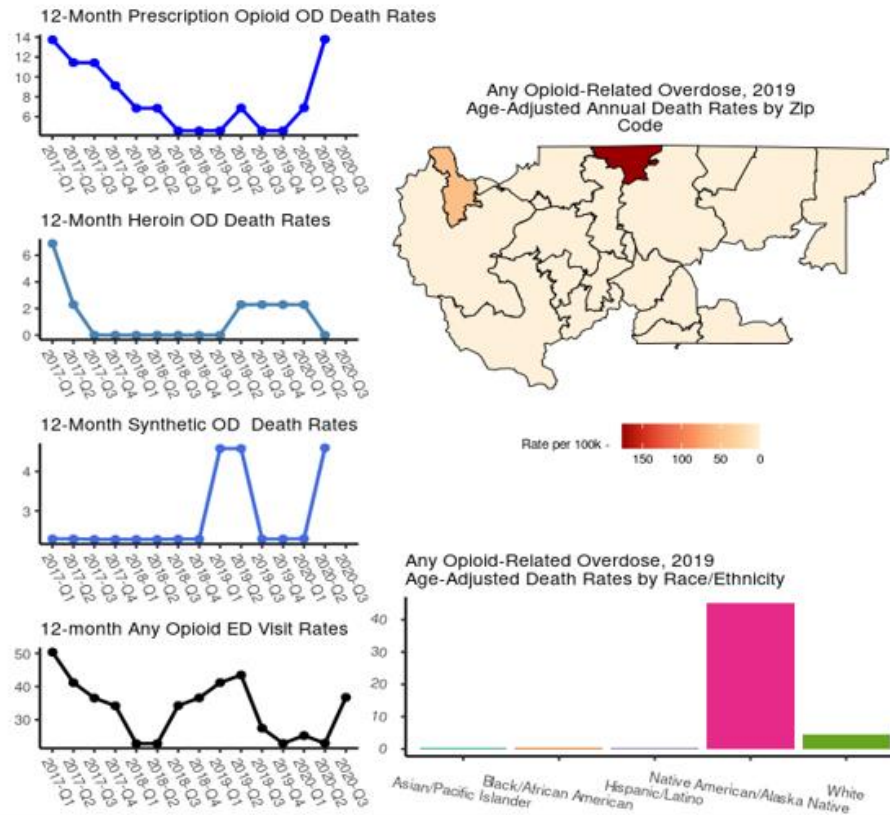 12-Month Prescription Opioid OD Death Rates
14
12
10
8
6
2017-Q1
2017-Q2
2017-Q3
2017-Q4
2018-Q1
2018-Q2
2018-Q3
2018-Q4
2019-Q1
2019-Q2
2019-Q3
2019-Q4
2020-Q1
2020-Q2
2020-Q3
12-Month Heroin OD Death Rates
6
4
2
0
2017-Q1
2017-Q2
2017-Q3
2017-Q4
2018-Q1
2018-Q2
2018-Q3
2018-Q4
2019-Q1
2019-Q2
2019-Q3
2019-Q4
2020-Q1
2020-Q2
2020-Q3
12-Month Synthetic OD  Death Rates
4
3
2017-Q1
2017-Q2
2017-Q3
2017-Q4
2018-Q1
2018-Q2
2018-Q3
2018-Q4
2019-Q1
2019-Q2
2019-Q3
2019-Q4
2020-Q1
2020-Q2
2020-Q3
12-month Any Opioid ED Visit Rates
50
40
30
2017-Q1
2017-Q2
2017-Q3
2017-Q4
2018-Q1
2018-Q2
2018-Q3
2018-Q4
2019-Q1
2019-Q2
2019-Q3
2019-Q4
2020-Q1
2020-Q2
2020-Q3
Any Opioid-Related Overdose, 2019
Age-Adjusted Annual Death Rates by Zip
Code
Rate per 100k -
150 100 50 0
Any Opioid-Related Overdose, 2019
Age-Adjusted Death Rates by Race/Ethnicity
40
30
20
10
0
Asian/Pacific Islander
Black/African American
Hispanic/Latino
Native American/Alaska Native
White